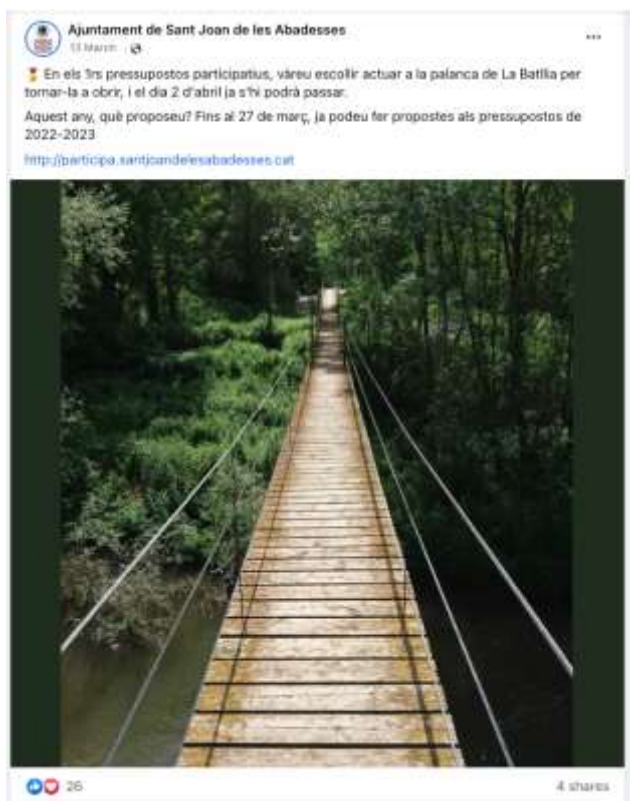 Ajuntament de Sant Joan de les Abadesses
13 March
En els 1rs pressupostos participatius, vàreu escollir actuar a la palanca de La Batllia per
tornar-la a obrir, i el dia 2 d'abril ja s'hi podrà passar.
Aquest any, què proposeu? Fins al 27 de març, ja podeu fer propostes als pressupostos de
2022-2023
http://participa.santjoandelesabadesses.cat
26
4 shares